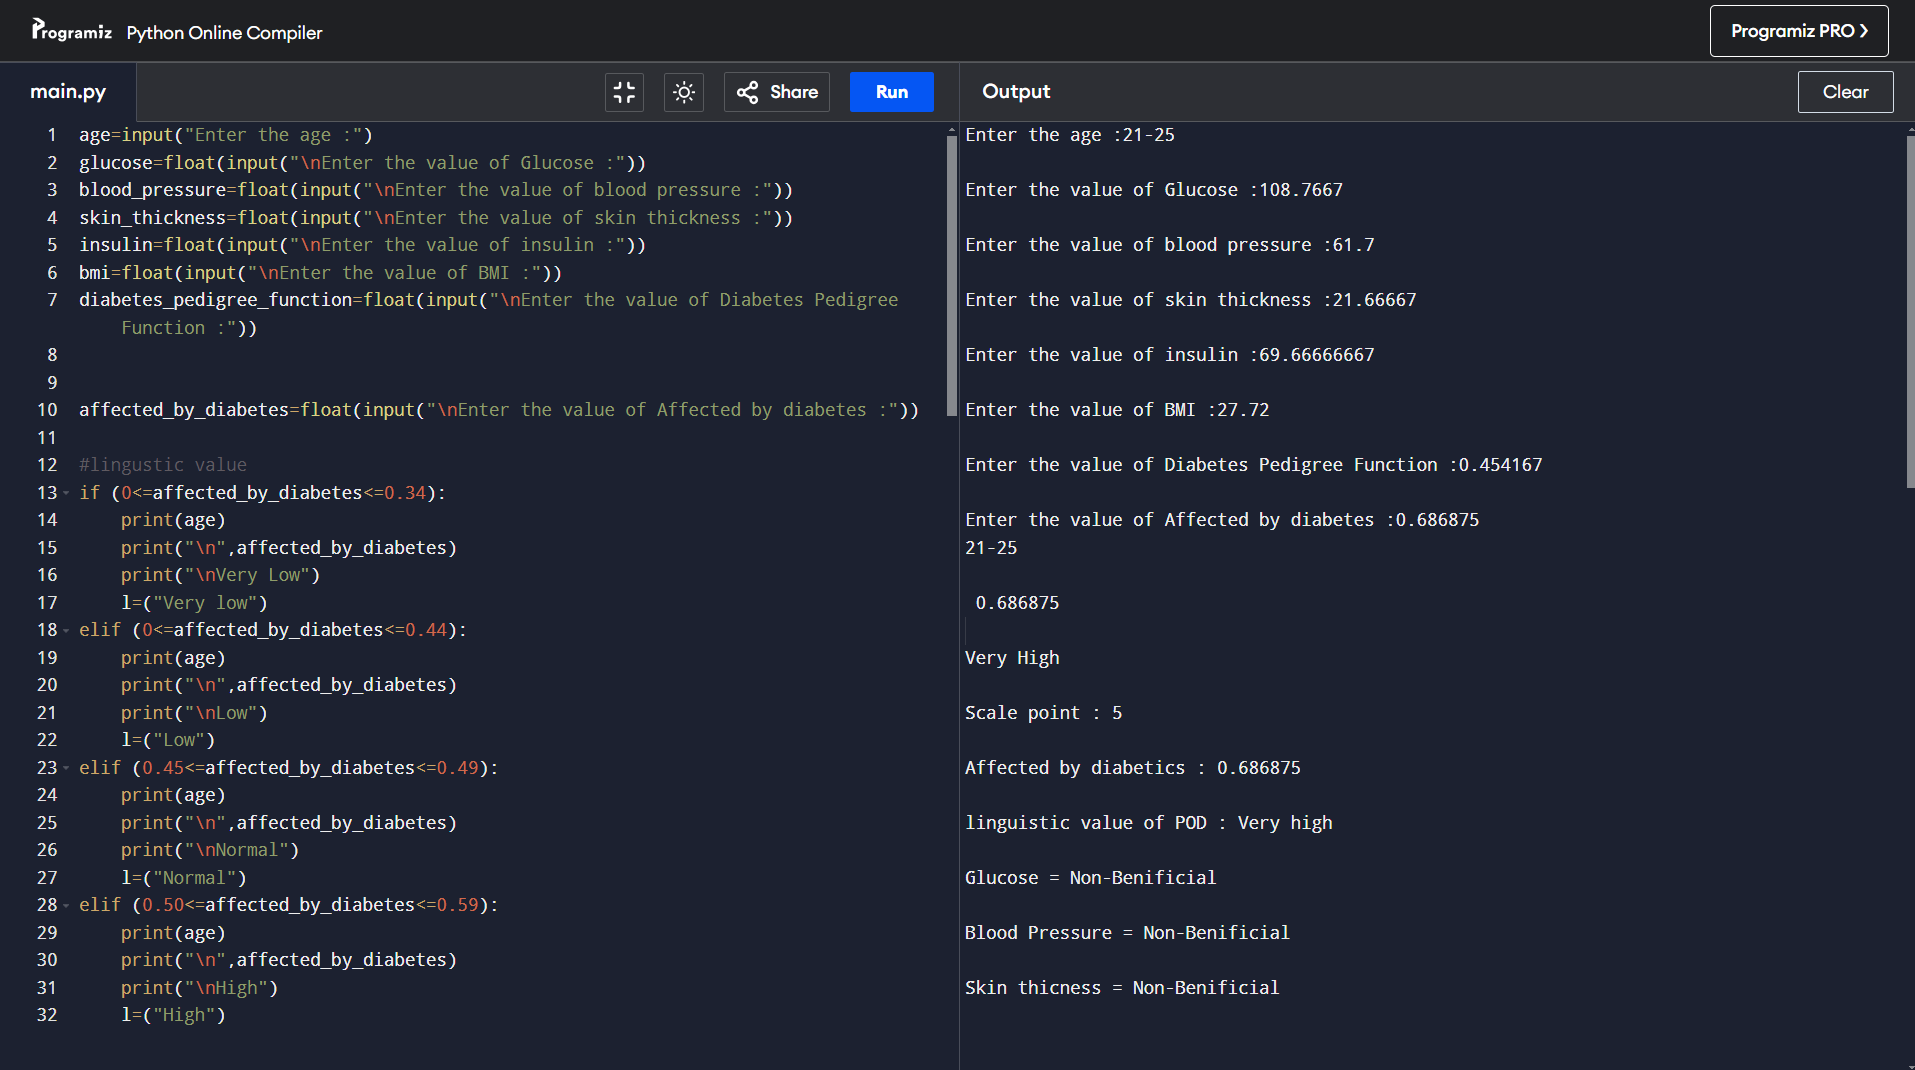 Programiz Python Online Compiler
Programiz PRO ❯
main.py
Share
Run
Output
Clear
1 age=input("Enter the age :")
2 glucose=float(input("\nEnter the value of Glucose :"))
3 blood_pressure=float(input("\nEnter the value of blood pressure :"))
4 skin_thickness=float(input("\nEnter the value of skin thickness :"))
5 insulin=float(input("\nEnter the value of insulin :"))
6 bmi=float(input("\nEnter the value of BMI :"))
7 diabetes_pedigree_function=float(input("\nEnter the value of Diabetes Pedigree
Function :"))
8
9
10 affected_by_diabetes=float(input("\nEnter the value of Affected by diabetes :"))
11
12 #lingustic value
13 if (0<=affected_by_diabetes<=0.34):
14     print(age)
15     print("\n",affected_by_diabetes)
16     print("\nVery Low")
17     l=("Very low")
18 elif (0<=affected_by_diabetes<=0.44):
19     print(age)
20     print("\n",affected_by_diabetes)
21     print("\nLow")
22     l=("Low")
23 elif (0.45<=affected_by_diabetes<=0.49):
24     print(age)
25     print("\n",affected_by_diabetes)
26     print("\nNormal")
27     l=("Normal")
28 elif (0.50<=affected_by_diabetes<=0.59):
29     print(age)
30     print("\n",affected_by_diabetes)
31     print("\nHigh")
32     l=("High")
Enter the age :21-25
Enter the value of Glucose :108.7667
Enter the value of blood pressure :61.7
Enter the value of skin thickness :21.66667
Enter the value of insulin :69.66666667
Enter the value of BMI :27.72
Enter the value of Diabetes Pedigree Function :0.454167
Enter the value of Affected by diabetes :0.686875
21-25
0.686875
Very High
Scale point : 5
Affected by diabetics : 0.686875
linguistic value of POD : Very high
Glucose = Non-Benificial
Blood Pressure = Non-Benificial
Skin thicness = Non-Benificial